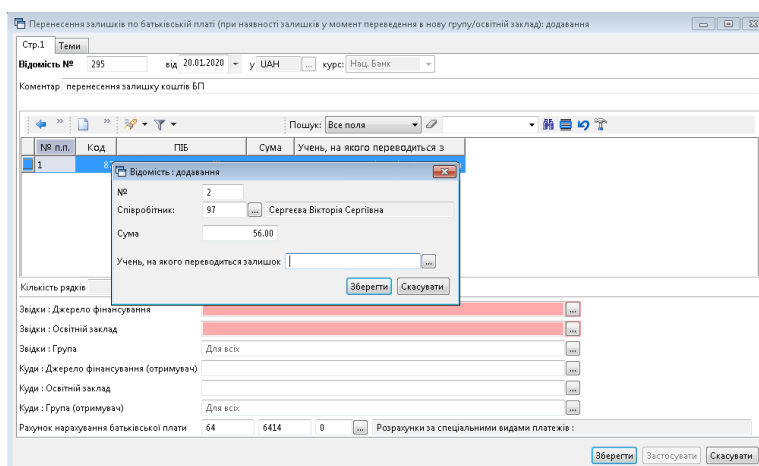 Перенесення залишків по батьківській платі (при наявності залишків у момент переведення в нову групу/освітній заклад): додавання
Стр.1 Теми
Відомість № 295 від 20.01.2020 у UAH ... курс: Нац. Банк
Коментар перенесення залишку коштів БП
Пошук: Все поля
№ п.п. Код ПІБ Сума Учень, на якого переводиться з
1
Відомість : додавання
№ 2
Співробітник: 97 ... Сергеєва Вікторія Сергіївна
Сума 56.00
Учень, на якого переводиться залишок ...
Зберегти Скасувати
Кількість рядків
Звідки : Джерело фінансування ...
Звідки : Освітній заклад ...
Звідки : Група Для всіх ...
Куди : Джерело фінансування (отримувач) ...
Куди : Освітній заклад ...
Куди : Група (отримувач) Для всіх ...
Рахунок нарахування батьківської плати 64 6414 0 ... Розрахунки за спеціальними видами платежів :
Зберегти Застосувати Скасувати